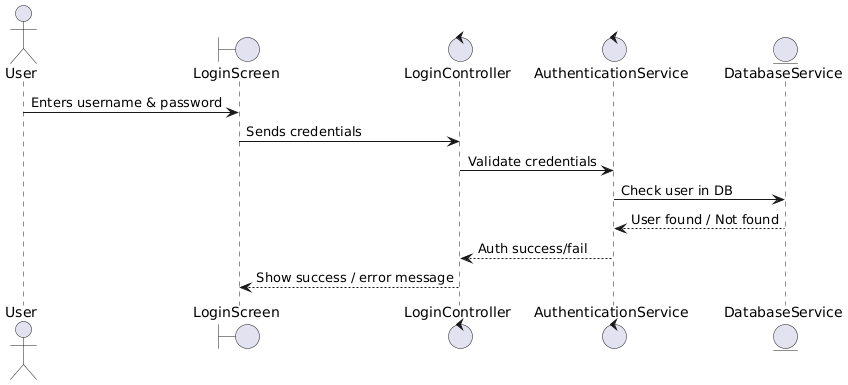 User
LoginScreen
LoginController
AuthenticationService
DatabaseService
Enters username & password
Sends credentials
Validate credentials
Check user in DB
User found / Not found
Auth success/fail
Show success / error message
User
LoginScreen
LoginController
AuthenticationService
DatabaseService